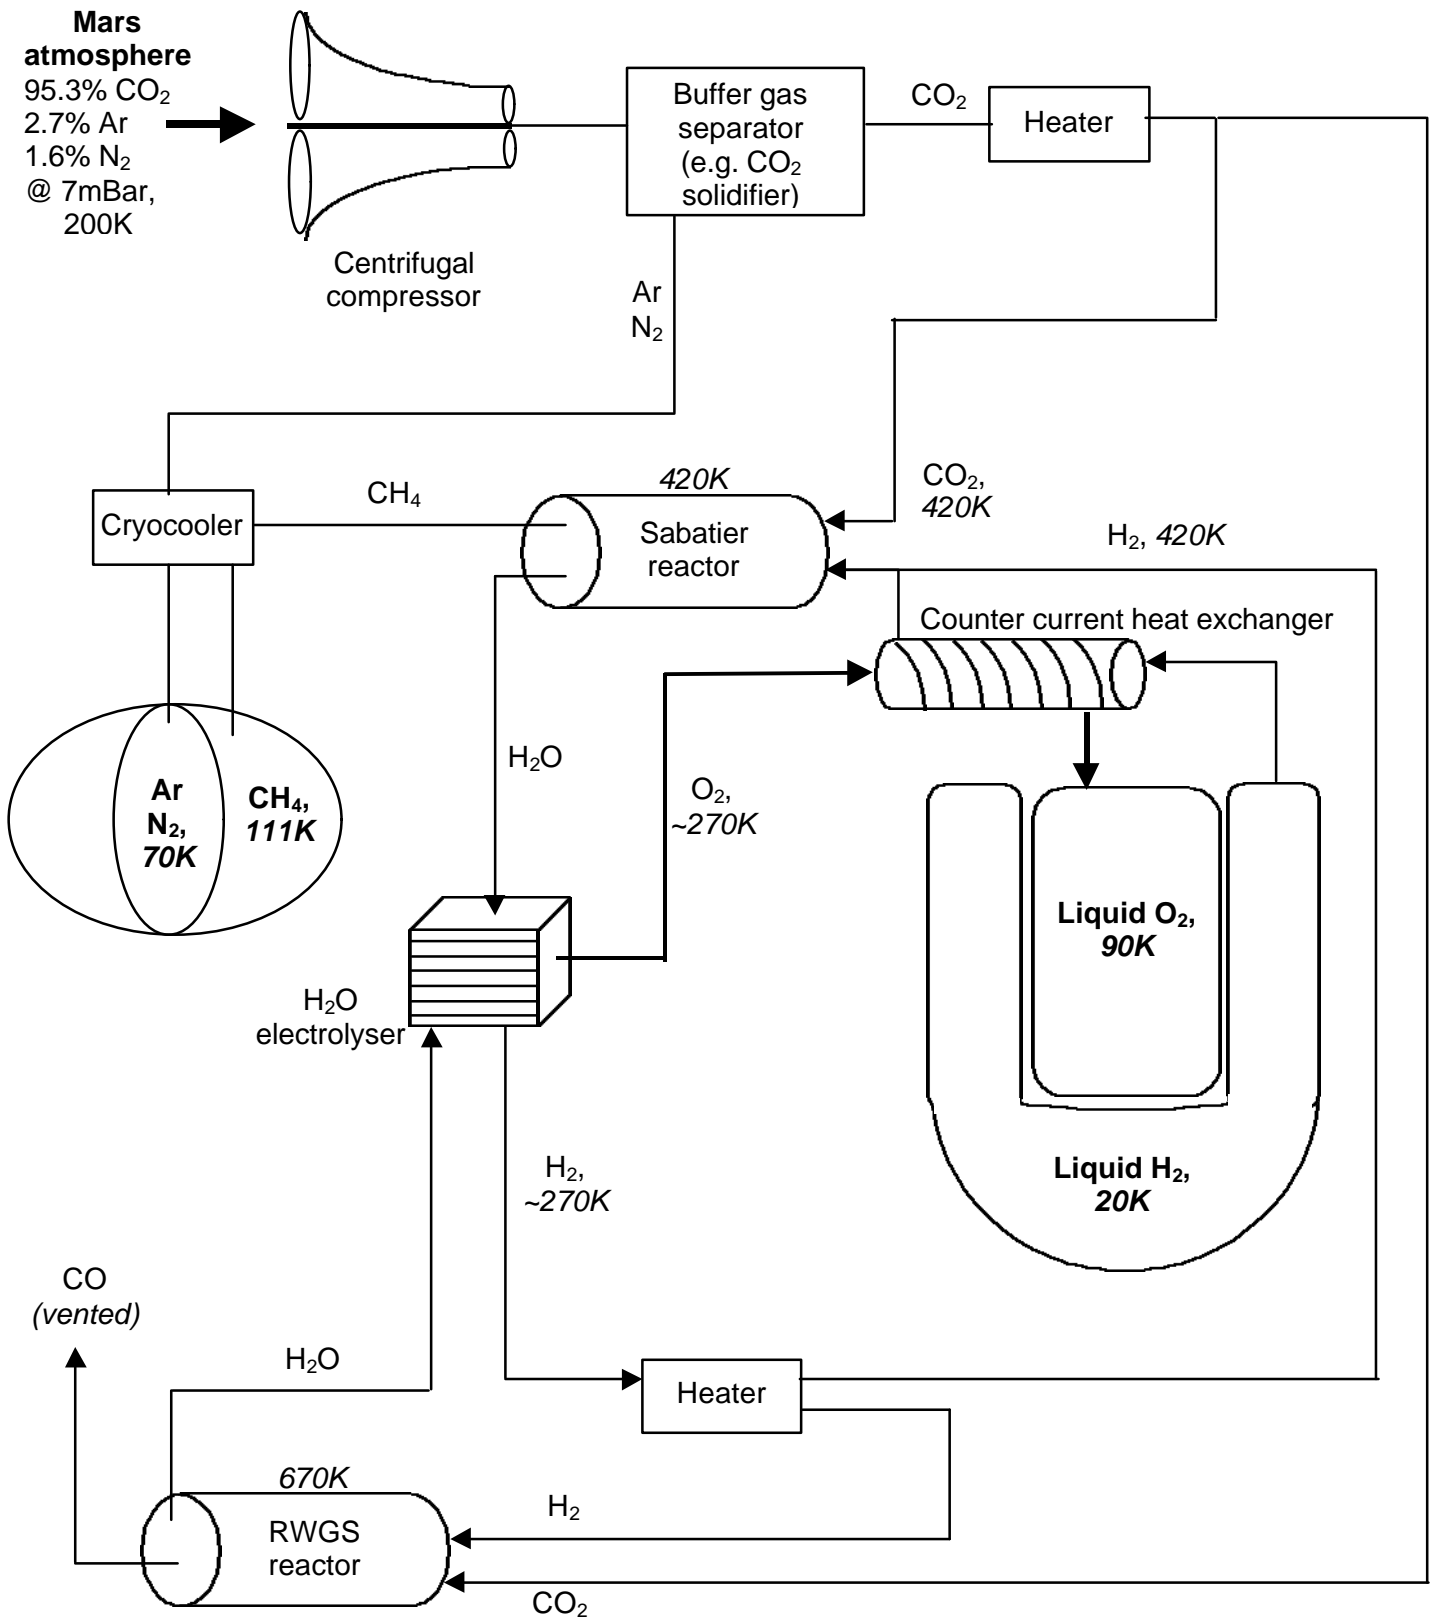 Mars
atmosphere
95.3% CO₂
2.7% Ar
1.6% N₂
@ 7mBar,
200K
Centrifugal
compressor
Buffer gas
separator
(e.g. CO₂
solidifier)
CO₂
Heater
Ar
N₂
CO₂,
420K
420K
Sabatier
reactor
CH₄
Cryocooler
H₂, 420K
Counter current heat exchanger
Ar
N₂,
70K
CH₄,
111K
H₂O
O₂,
~270K
Liquid O₂,
90K
Liquid H₂,
20K
H₂O
electrolyser
H₂,
~270K
CO
(vented)
H₂O
Heater
670K
RWGS
reactor
H₂
CO₂